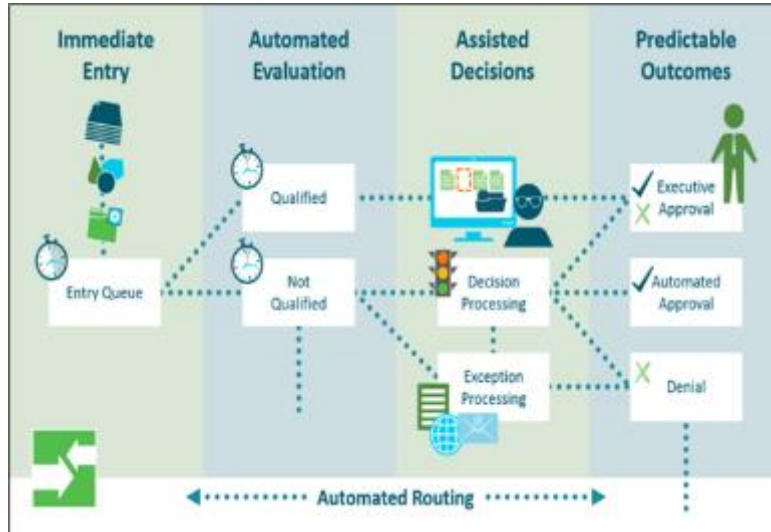 Immediate
Entry
Automated
Evaluation
Assisted
Decisions
Predictable
Outcomes
Qualified
Executive
Approval
Entry Queue
Not
Qualified
Decision
Processing
Automated
Approval
Exception
Processing
Denial
Automated Routing